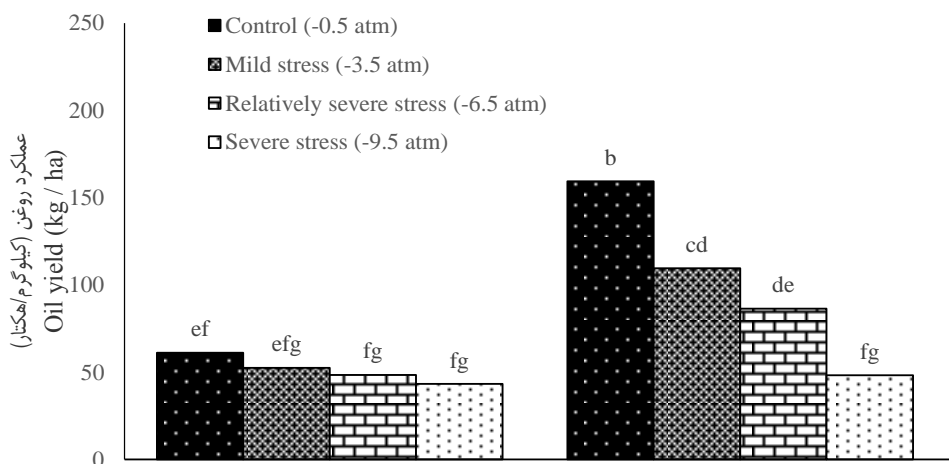 250
200
150
100
50
0
عملکرد روغن (کیلوگرم/هکتار)
Oil yield (kg / ha)
Control (-0.5 atm)
Mild stress (-3.5 atm)
Relatively severe stress (-6.5 atm)
Severe stress (-9.5 atm)
ef
efg
fg
fg
b
cd
de
fg